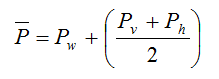 P̅ = P_w + ( (P_v + P_h) / 2 )